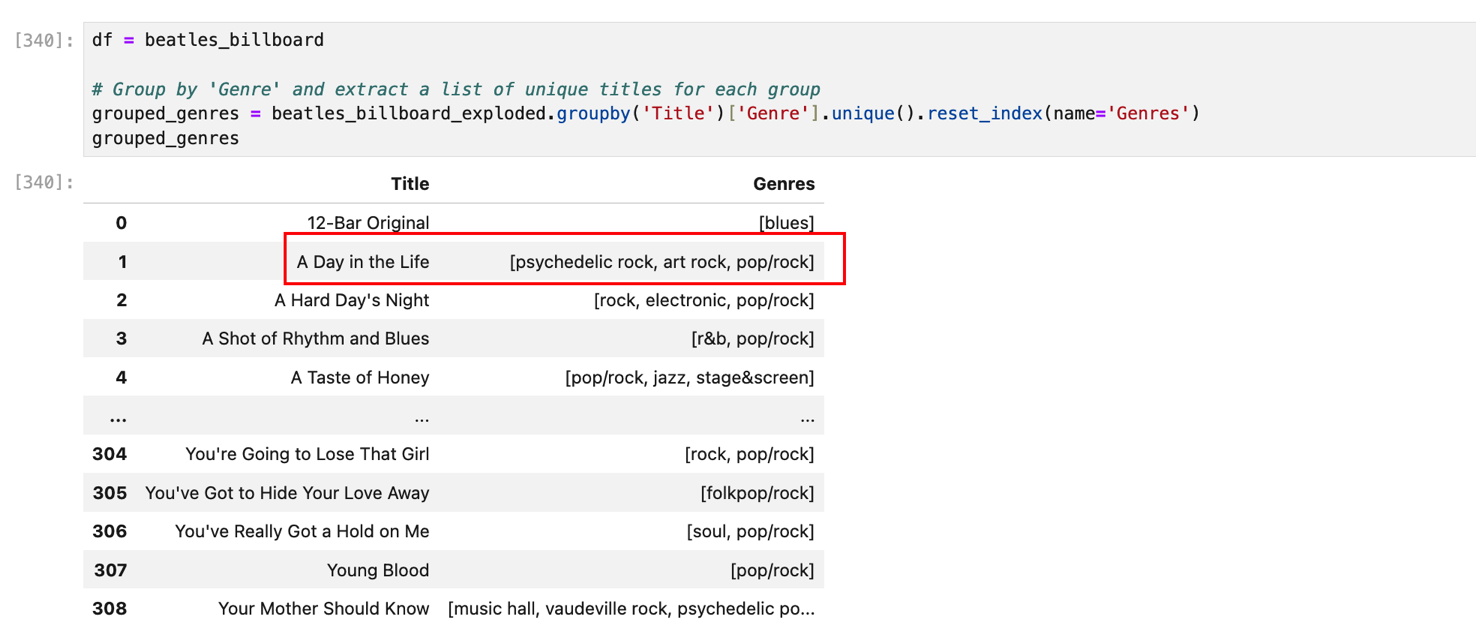 [340]: df = beatles_billboard
# Group by 'Genre' and extract a list of unique titles for each group
grouped_genres = beatles_billboard_exploded.groupby('Title')['Genre'].unique().reset_index(name='Genres')
grouped_genres
[340]: Title Genres
0 12-Bar Original [blues]
1 A Day in the Life [psychedelic rock, art rock, pop/rock]
2 A Hard Day's Night [rock, electronic, pop/rock]
3 A Shot of Rhythm and Blues [r&b, pop/rock]
4 A Taste of Honey [pop/rock, jazz, stage&screen]
... ... ...
304 You're Going to Lose That Girl [rock, pop/rock]
305 You've Got to Hide Your Love Away [folkpop/rock]
306 You've Really Got a Hold on Me [soul, pop/rock]
307 Young Blood [pop/rock]
308 Your Mother Should Know [music hall, vaudeville rock, psychedelic po...